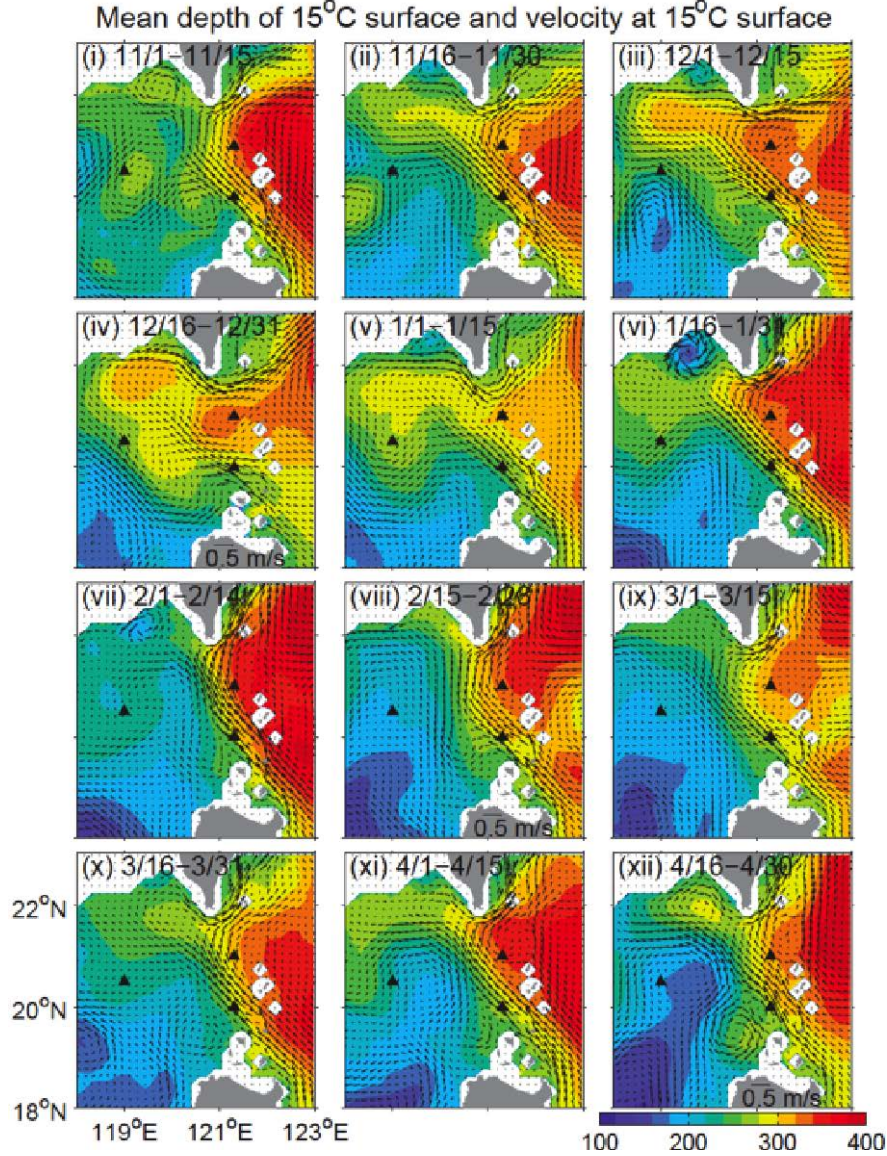 Mean depth of 15°C surface and velocity at 15°C surface
(i) 11/1−11/15
(ii) 11/16−11/30
(iii) 12/1−12/15
(iv) 12/16−12/31
(v) 1/1−1/15
(vi) 1/16−1/31
0.5 m/s
(vii) 2/1−2/14
(viii) 2/15−2/28
(ix) 3/1−3/15
0.5 m/s
(x) 3/16−3/31
(xi) 4/1−4/15
(xii) 4/16−4/30
22°N
20°N
18°N
0.5 m/s
119°E 121°E 123°E
100 200 300 400